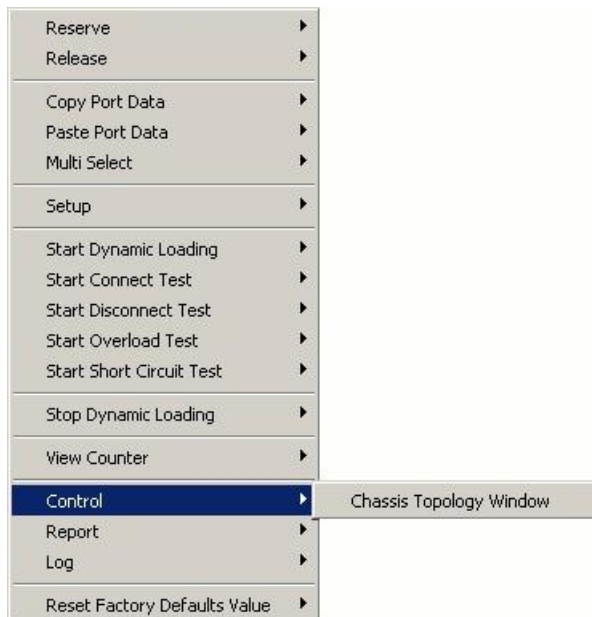 Reserve
Release
Copy Port Data
Paste Port Data
Multi Select
Setup
Start Dynamic Loading
Start Connect Test
Start Disconnect Test
Start Overload Test
Start Short Circuit Test
Stop Dynamic Loading
View Counter
Control
Chassis Topology Window
Report
Log
Reset Factory Defaults Value